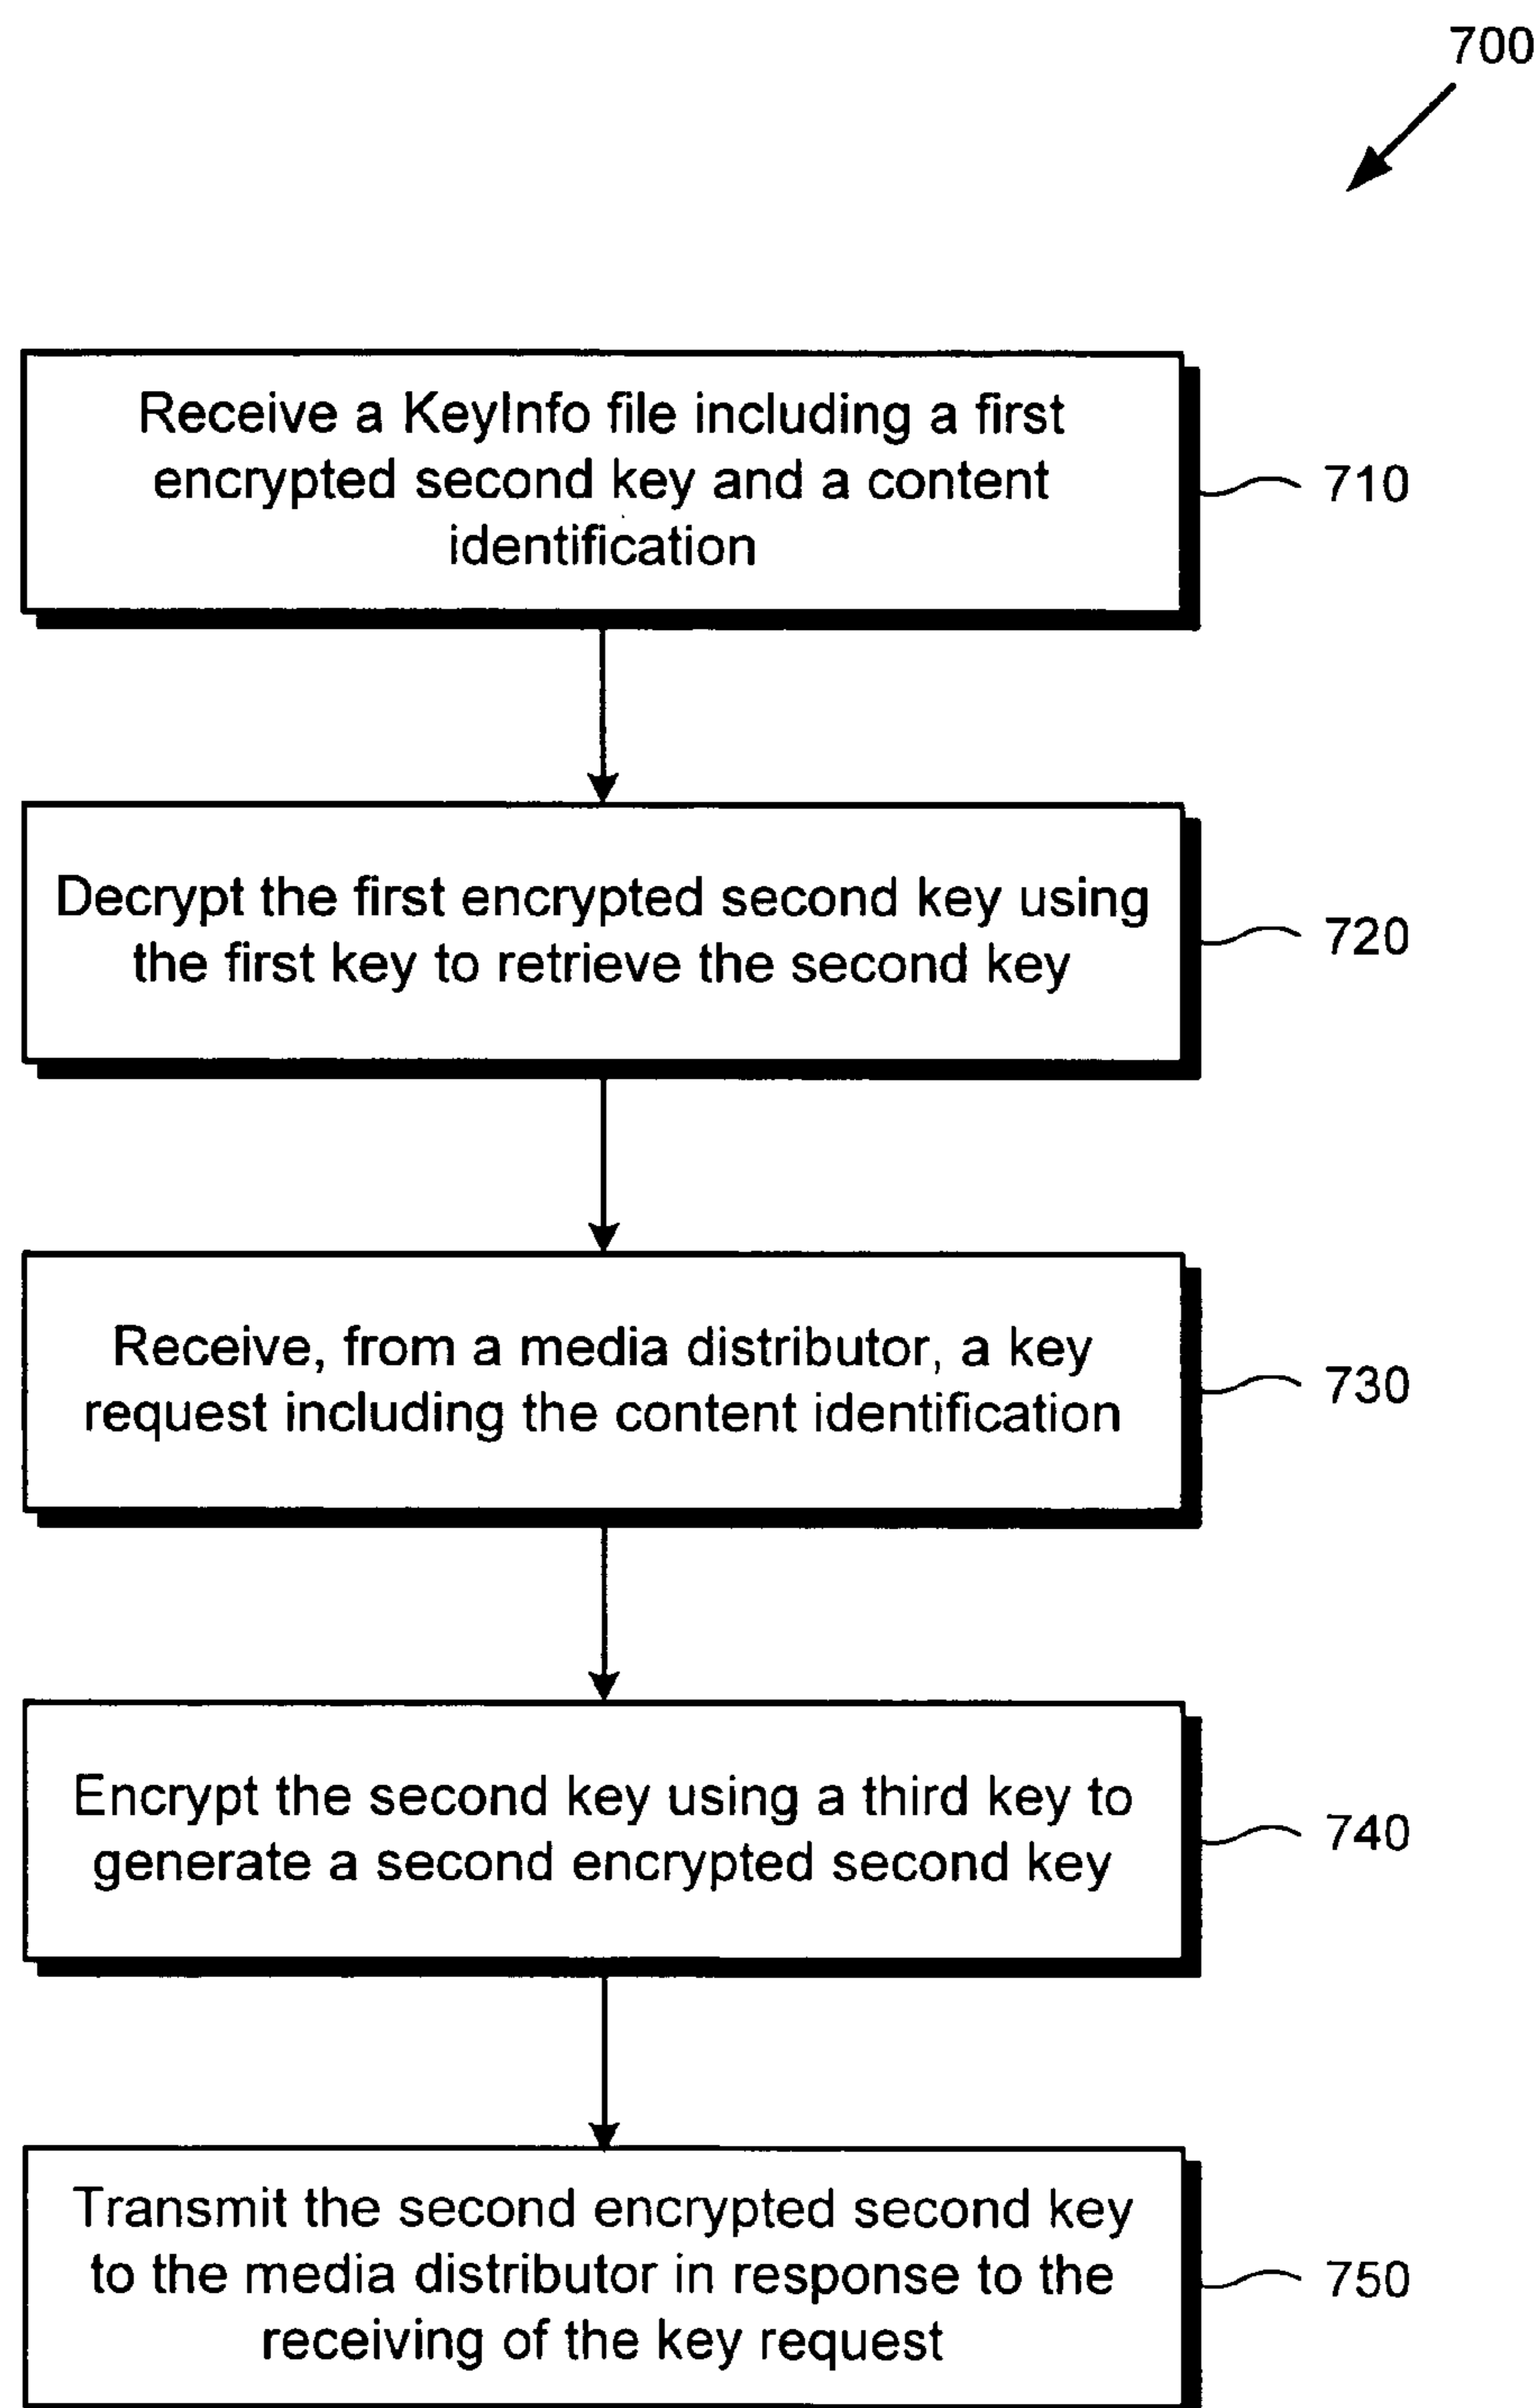 700
Receive a KeyInfo file including a first
encrypted second key and a content
identification
710
Decrypt the first encrypted second key using
the first key to retrieve the second key
720
Receive, from a media distributor, a key
request including the content identification
730
Encrypt the second key using a third key to
generate a second encrypted second key
740
Transmit the second encrypted second key
to the media distributor in response to the
receiving of the key request
750